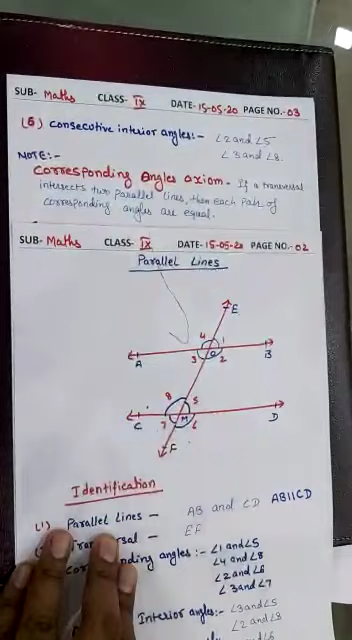 SUB- Maths CLASS- IX DATE-15-05-20 PAGE NO.-03
(6) Consecutive interior angles:- ∠2 and ∠5
∠3 and ∠8.
NOTE:-
Corresponding Angles axiom - If a transversal
intersects two parallel lines, then each pair of
corresponding angles are equal.
SUB- Maths CLASS- IX DATE-15-05-20 PAGE NO.-02
Parallel Lines
E
4 1
A 3 O 2 B
8 5
C 7 M 6 D
F
Identification
(1) Parallel Lines - AB and CD AB||CD
Transversal - EF
Corresponding angles:- ∠1 and ∠5
∠4 and ∠8
∠2 and ∠6
∠3 and ∠7
Interior angles:- ∠3 and ∠5
∠2 and ∠8